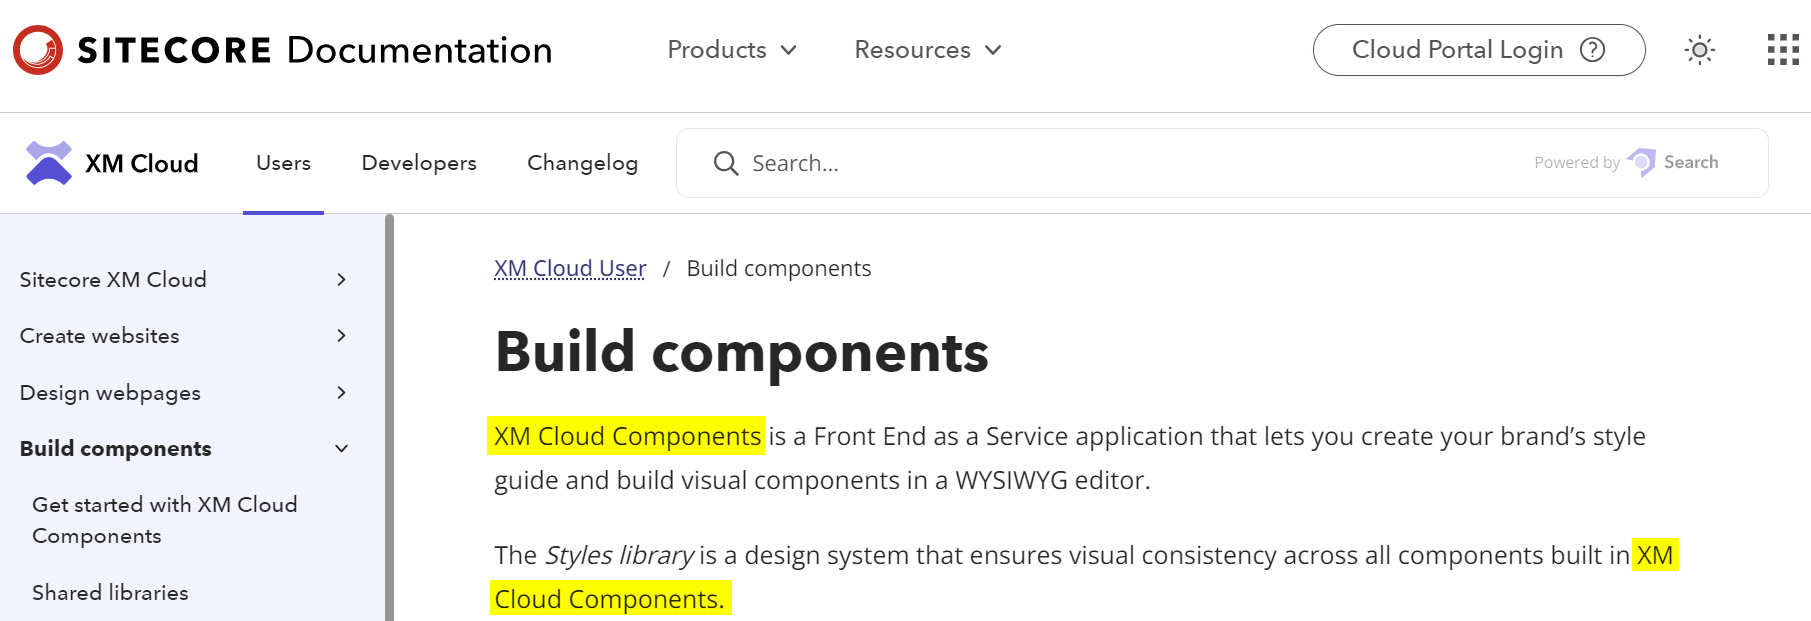 SITECORE Documentation
Products
Resources
Cloud Portal Login ?
XM Cloud
Users
Developers
Changelog
Search...
Powered by Search
Sitecore XM Cloud
Create websites
Design webpages
Build components
Get started with XM Cloud
Components
Shared libraries
XM Cloud User / Build components
Build components
XM Cloud Components is a Front End as a Service application that lets you create your brand’s style
guide and build visual components in a WYSIWYG editor.
The Styles library is a design system that ensures visual consistency across all components built in XM
Cloud Components.